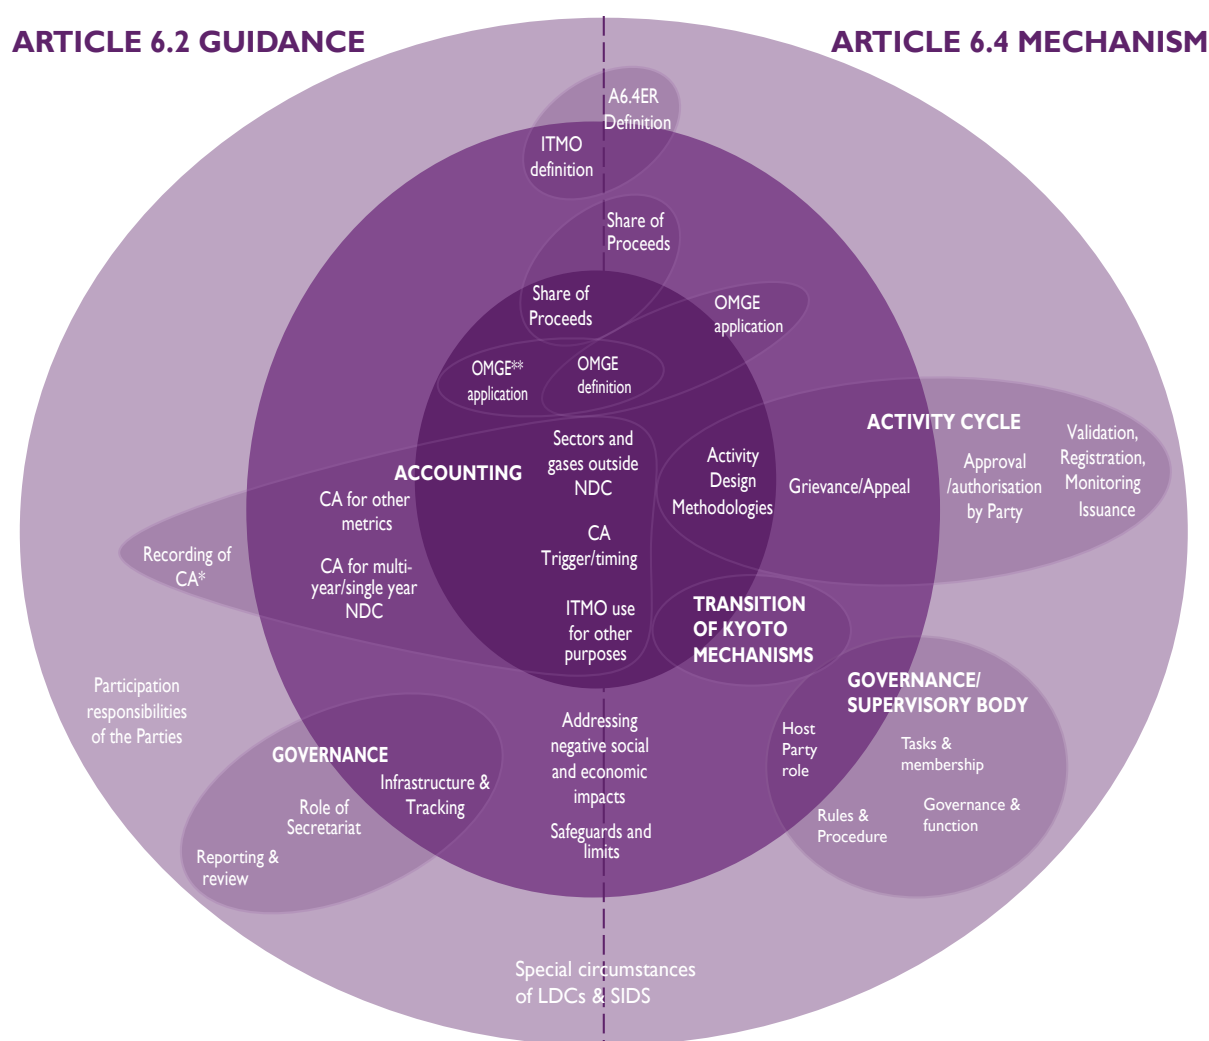 ARTICLE 6.2 GUIDANCE
ARTICLE 6.4 MECHANISM
A6.4ER
Definition
ITMO
definition
Share of
Proceeds
Share of
Proceeds
OMGE
application
OMGE**
application
OMGE
definition
ACCOUNTING
Sectors and
gases outside
NDC
CA for other
metrics
CA
Trigger/timing
Recording of
CA*
CA for multi-
year/single year
NDC
ITMO use
for other
purposes
ACTIVITY CYCLE
Activity
Design
Methodologies
Grievance/Appeal
Approval
/authorisation
by Party
Validation,
Registration,
Monitoring
Issuance
TRANSITION
OF KYOTO
MECHANISMS
Participation
responsibilities
of the Parties
GOVERNANCE
Infrastructure &
Tracking
Role of
Secretariat
Reporting &
review
Addressing
negative social
and economic
impacts
Safeguards and
limits
GOVERNANCE/
SUPERVISORY BODY
Host
Party
role
Tasks &
membership
Rules &
Procedure
Governance &
function
Special circumstances
of LDCs & SIDS